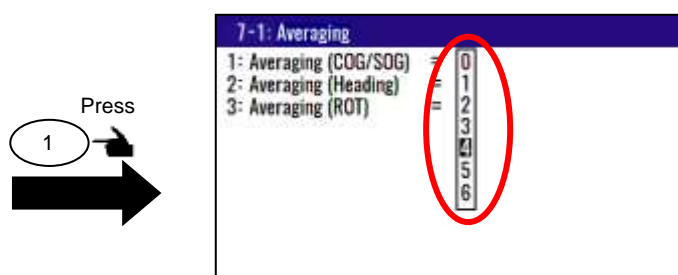 7-1: Averaging
1: Averaging (COG/SOG) = 0
2: Averaging (Heading) = 1
3: Averaging (ROT) = 2
3
4
5
6
Press
1